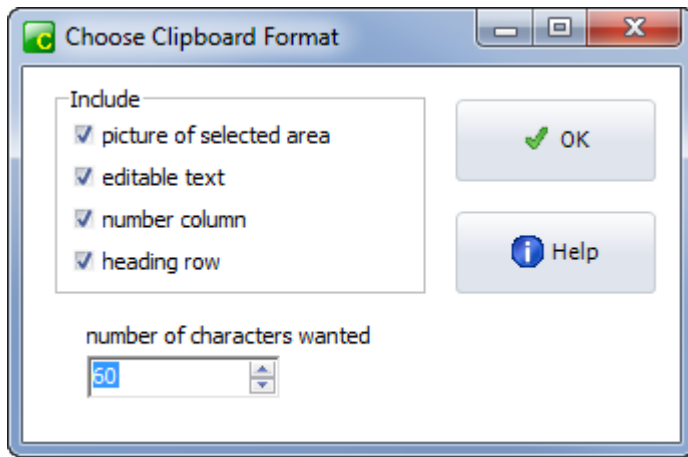 Choose Clipboard Format
Include
picture of selected area
editable text
number column
heading row
OK
Help
number of characters wanted
60